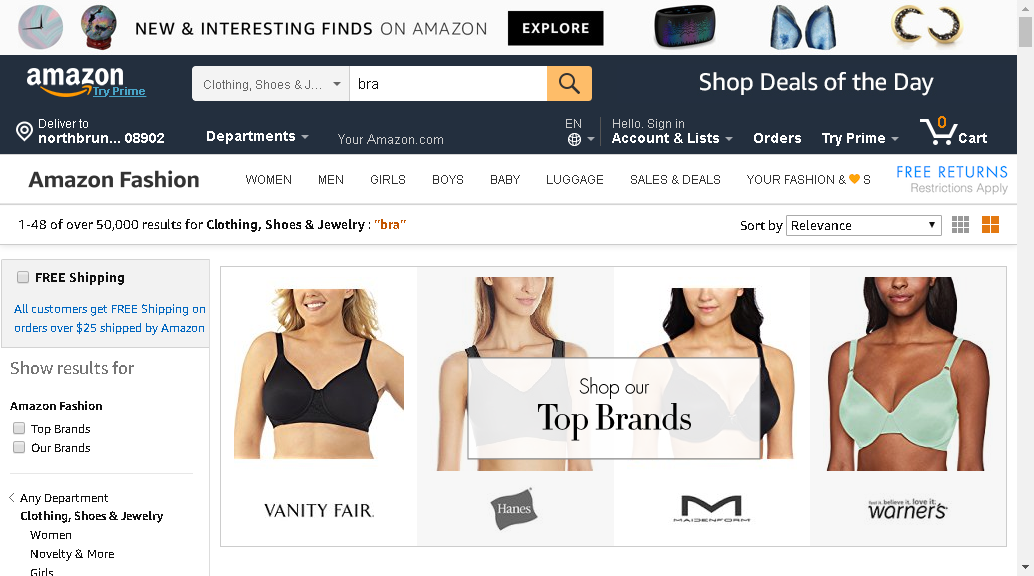 NEW & INTERESTING FINDS ON AMAZON
EXPLORE
amazon
Try Prime
Clothing, Shoes & J...
bra
Shop Deals of the Day
Deliver to
northbrun... 08902
Departments
Your Amazon.com
EN
Hello. Sign in
Account & Lists
Orders
Try Prime
0
Cart
Amazon Fashion
WOMEN
MEN
GIRLS
BOYS
BABY
LUGGAGE
SALES & DEALS
YOUR FASHION & 🧡 S
FREE RETURNS
Restrictions Apply
1-48 of over 50,000 results for Clothing, Shoes & Jewelry : "bra"
Sort by
Relevance
FREE Shipping
All customers get FREE Shipping on
orders over $25 shipped by Amazon
Show results for
Amazon Fashion
Top Brands
Our Brands
Any Department
Clothing, Shoes & Jewelry
Women
Novelty & More
Girls
Shop our
Top Brands
VANITY FAIR.
Hanes
MAIDENFORM
feel it. believe it. love it.
warner's